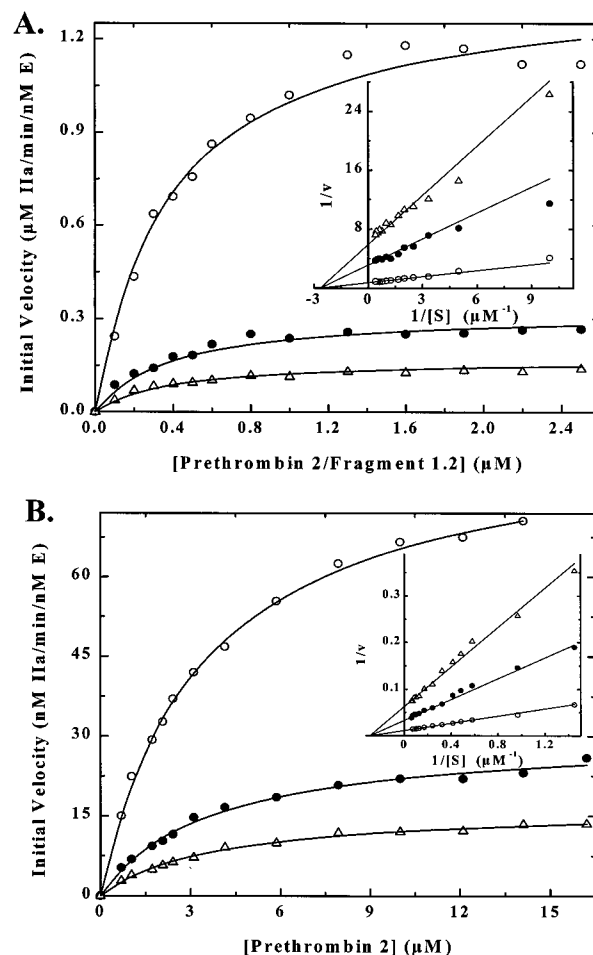 A.
Initial Velocity (µM IIa/min/nM E)
1.2
0.9
0.6
0.3
0.0
0.0 0.4 0.8 1.2 1.6 2.0 2.4
[Prethrombin 2/Fragment 1.2] (µM)
1/v
24
16
8
-3 0 3 6 9
1/[S] (µM⁻¹)
B.
Initial Velocity (nM IIa/min/nM E)
60
45
30
15
0
0 3 6 9 12 15
[Prethrombin 2] (µM)
1/v
0.3
0.2
0.1
0.0 0.4 0.8 1.2
1/[S] (µM⁻¹)